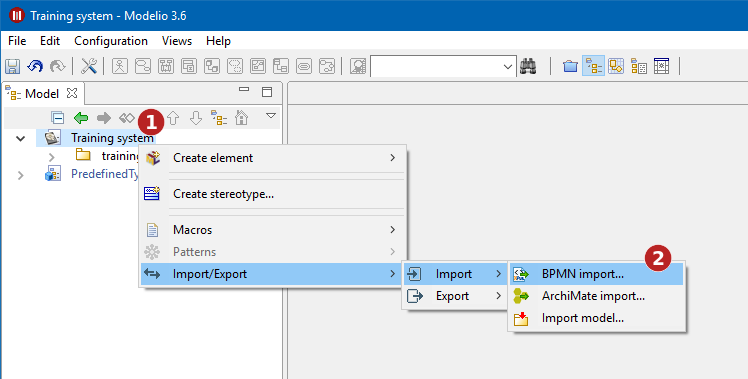 Training system - Modelio 3.6
File Edit Configuration Views Help
Model
1
Training system
training
PredefinedTy
Create element
Create stereotype...
Macros
Patterns
Import/Export
Import
Export
2
BPMN import...
ArchiMate import...
Import model...